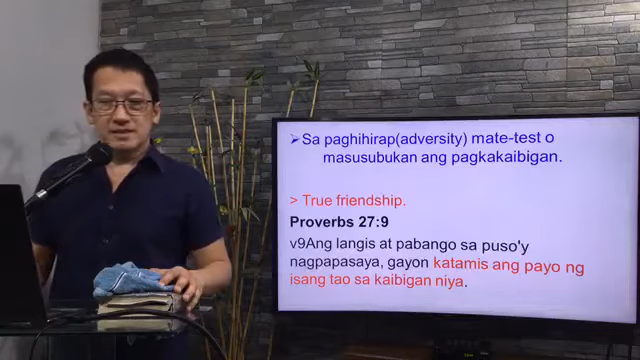 ➢Sa paghihirap(adversity) mate-test o
masusubukan ang pagkakaibigan.
> True friendship.
Proverbs 27:9
v9Ang langis at pabango sa puso'y
nagpapasaya, gayon katamis ang payo ng
isang tao sa kaibigan niya.